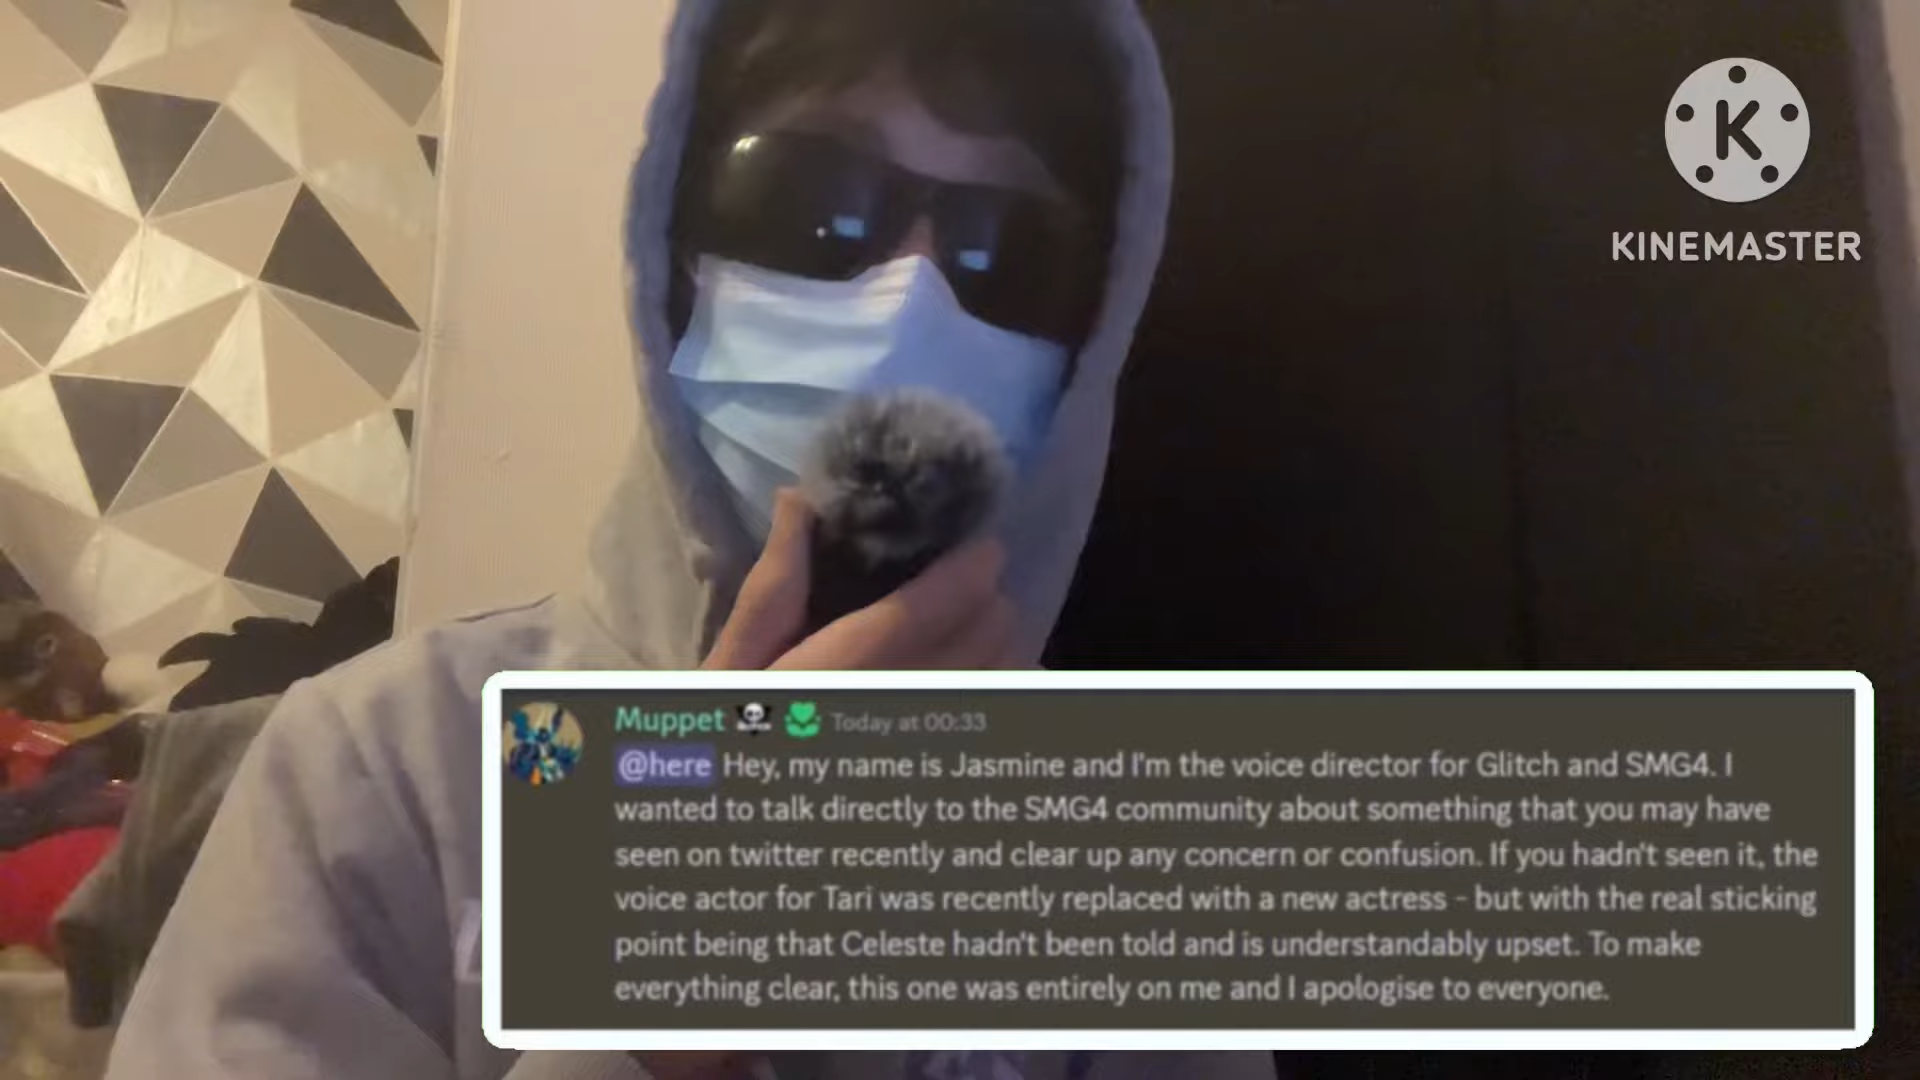 K
KINEMASTER
Muppet Today at 00:33
@here Hey, my name is Jasmine and I'm the voice director for Glitch and SMG4. I
wanted to talk directly to the SMG4 community about something that you may have
seen on twitter recently and clear up any concern or confusion. If you hadn't seen it, the
voice actor for Tari was recently replaced with a new actress - but with the real sticking
point being that Celeste hadn't been told and is understandably upset. To make
everything clear, this one was entirely on me and I apologise to everyone.